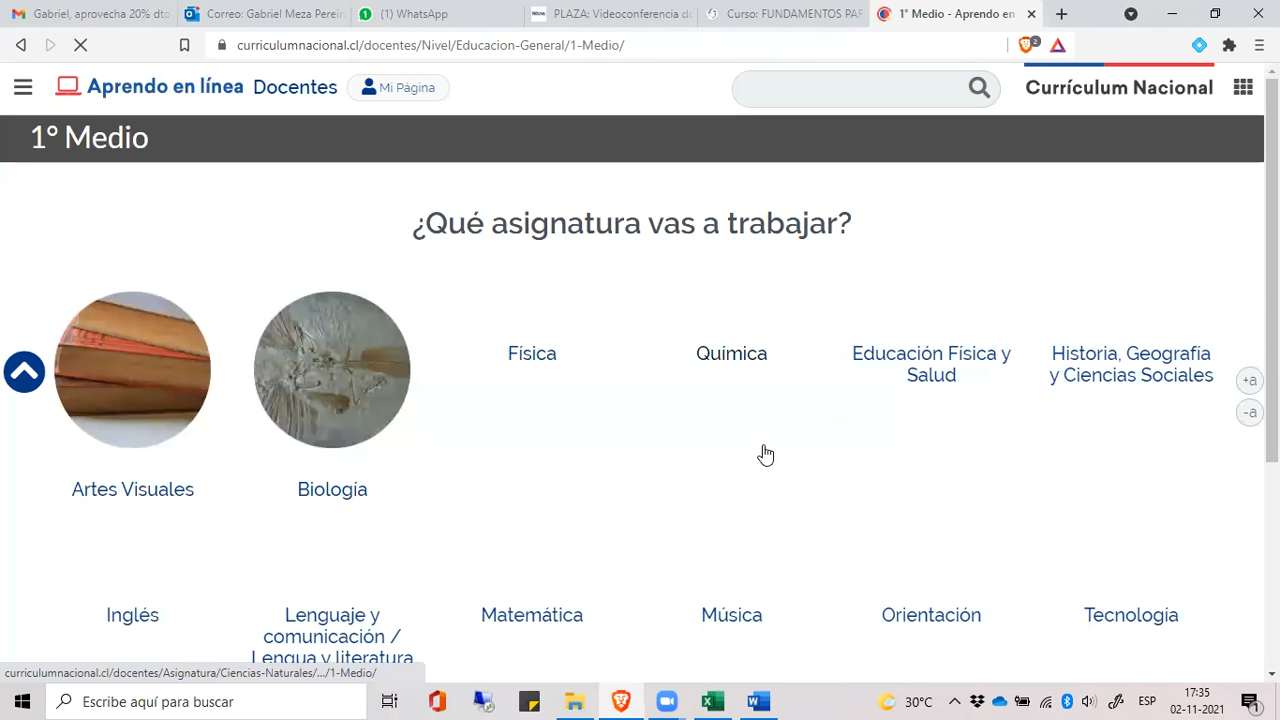 Gabriel, aprovecha 20% dto
Correo: Gabriel Meza Pereir
(1) WhatsApp
PLAZA: Videoconferencia de
Curso: FUNDAMENTOS PAR
1° Medio - Aprendo en
curriculumnacional.cl/docentes/Nivel/Educacion-General/1-Medio/
2
Aprendo en línea Docentes Mi Página
Currículum Nacional
1° Medio
¿Qué asignatura vas a trabajar?
Física
Química
Educación Física y
Salud
Historia, Geografía
y Ciencias Sociales
+a
-a
Artes Visuales
Biología
Inglés
Lenguaje y
comunicación /
Lengua y literatura
Matemática
Música
Orientación
Tecnología
curriculumnacional.cl/docentes/Asignatura/Ciencias-Naturales/.../1-Medio/
Escribe aquí para buscar
30°C
ESP
17:35
02-11-2021
1